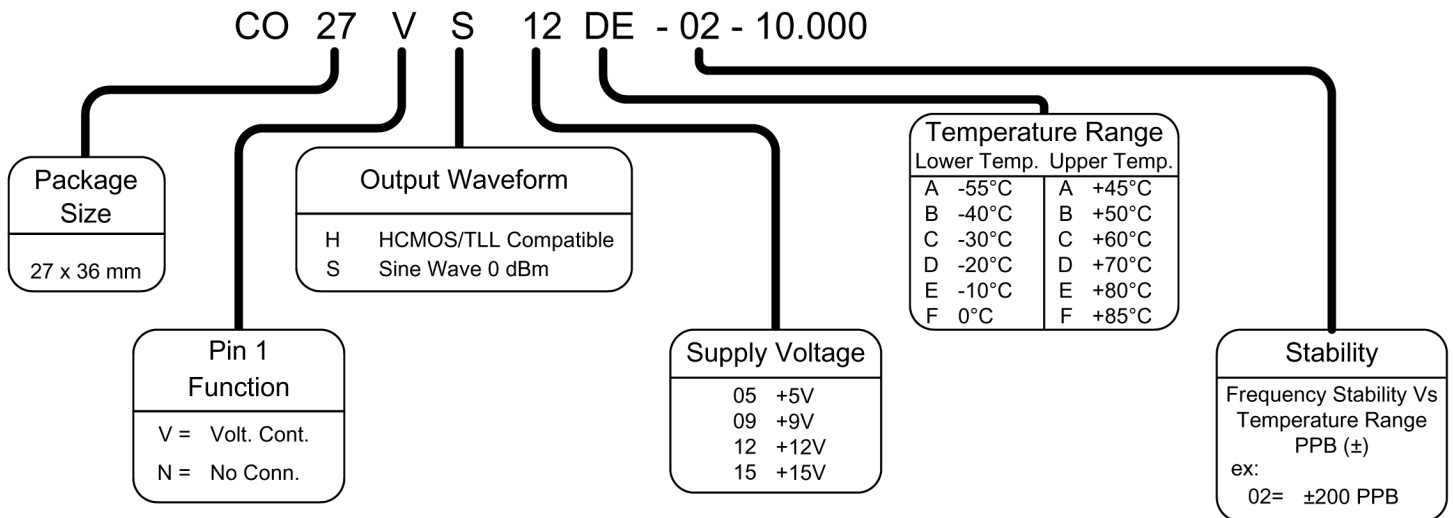 CO 27 V S 12 DE - 02 - 10.000
Package
Size
27 x 36 mm
Pin 1
Function
V = Volt. Cont.
N = No Conn.
Output Waveform
H HCMOS/TLL Compatible
S Sine Wave 0 dBm
Supply Voltage
05 +5V
09 +9V
12 +12V
15 +15V
Temperature Range
Lower Temp. Upper Temp.
A -55°C A +45°C
B -40°C B +50°C
C -30°C C +60°C
D -20°C D +70°C
E -10°C E +80°C
F 0°C F +85°C
Stability
Frequency Stability Vs
Temperature Range
PPB (±)
ex:
02= ±200 PPB